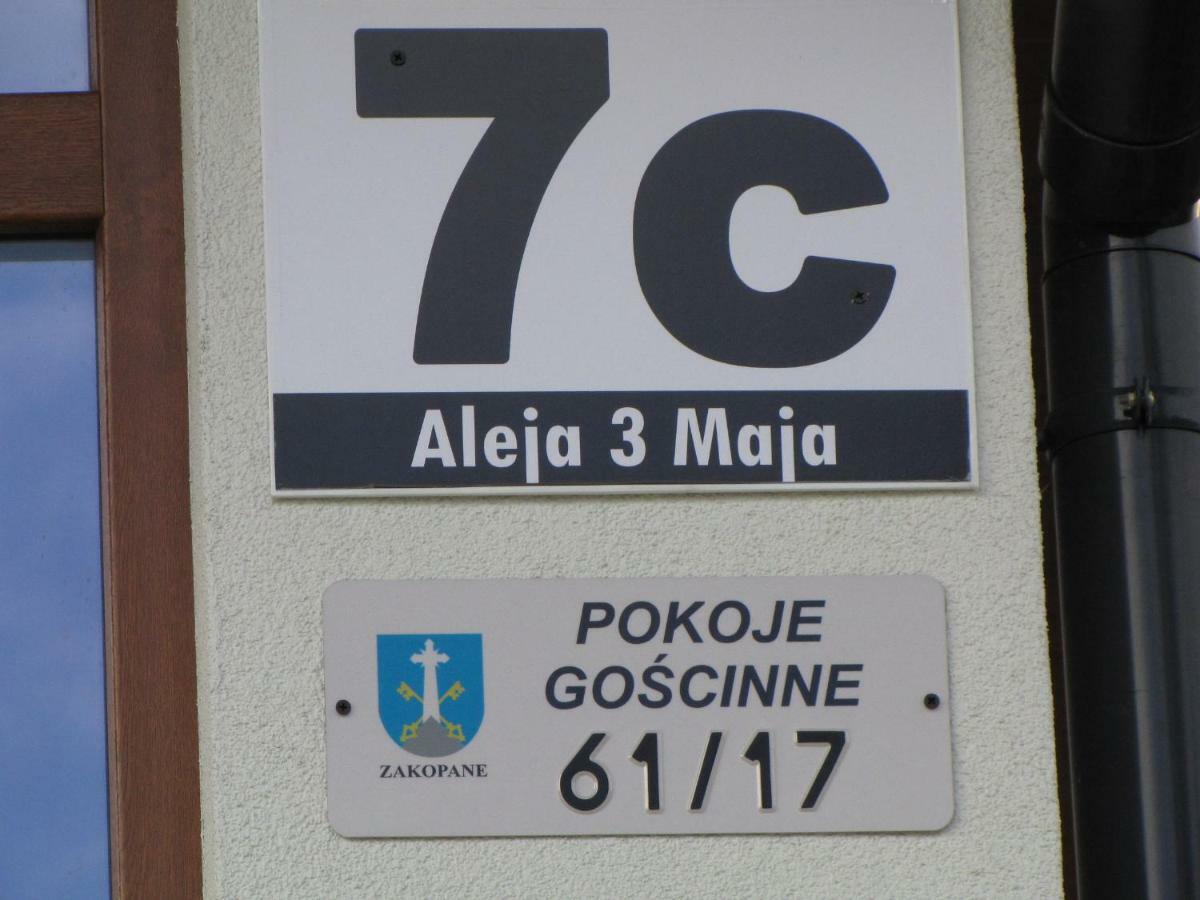 7c
Aleja 3 Maja
POKOJE
GOŚCINNE
61/17
ZAKOPANE